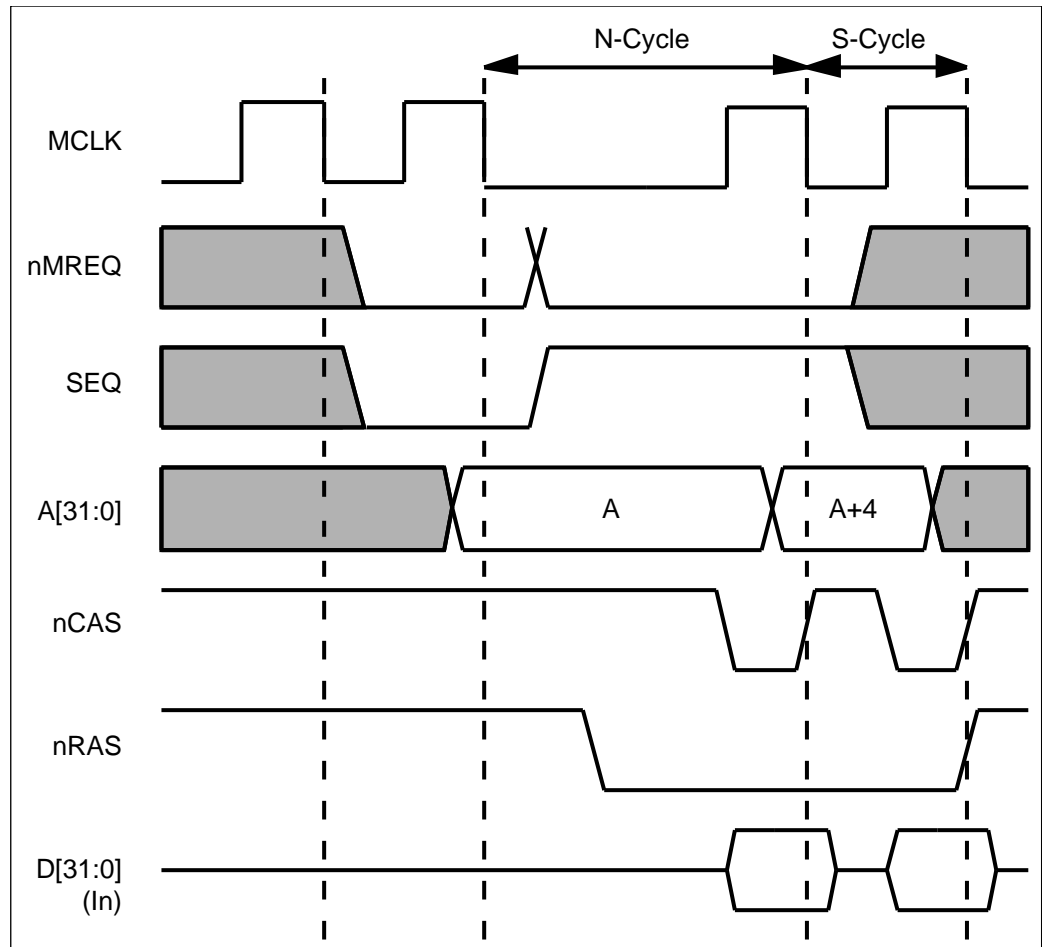 N-Cycle S-Cycle
MCLK
nMREQ
SEQ
A[31:0] A A+4
nCAS
nRAS
D[31:0]
(In)